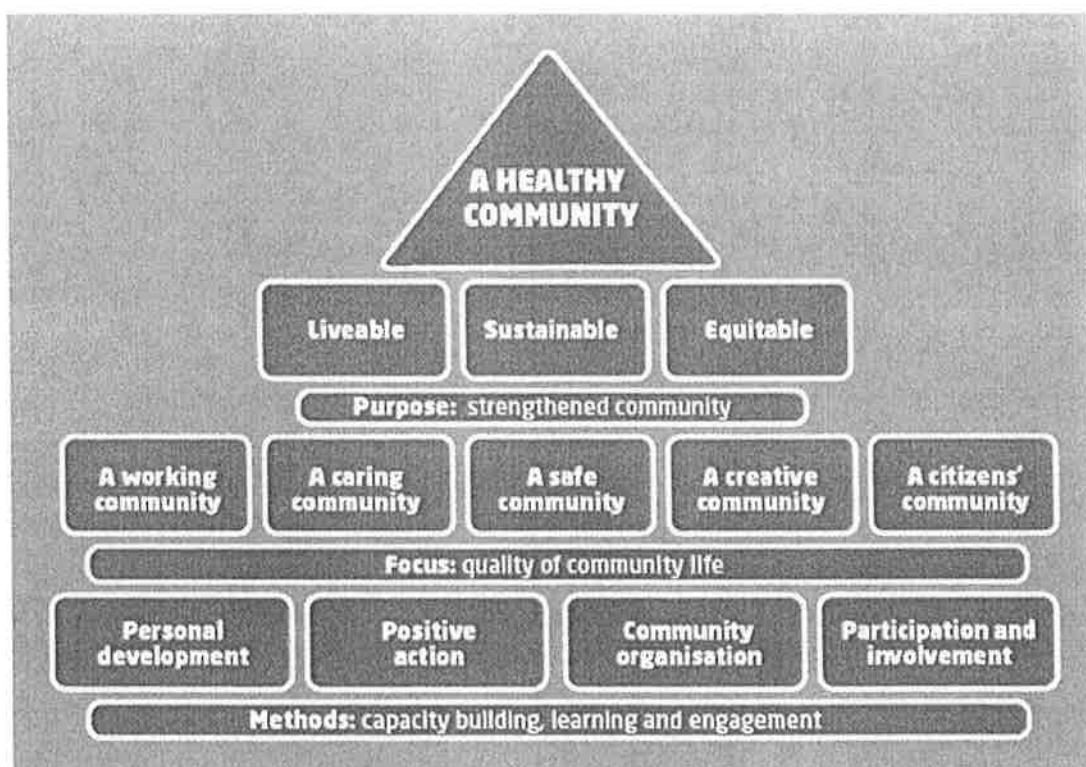 A HEALTHY
COMMUNITY
Liveable
Sustainable
Equitable
Purpose: strengthened community
A working
community
A caring
community
A safe
community
A creative
community
A citizens'
community
Focus: quality of community life
Personal
development
Positive
action
Community
organisation
Participation and
involvement
Methods: capacity building, learning and engagement